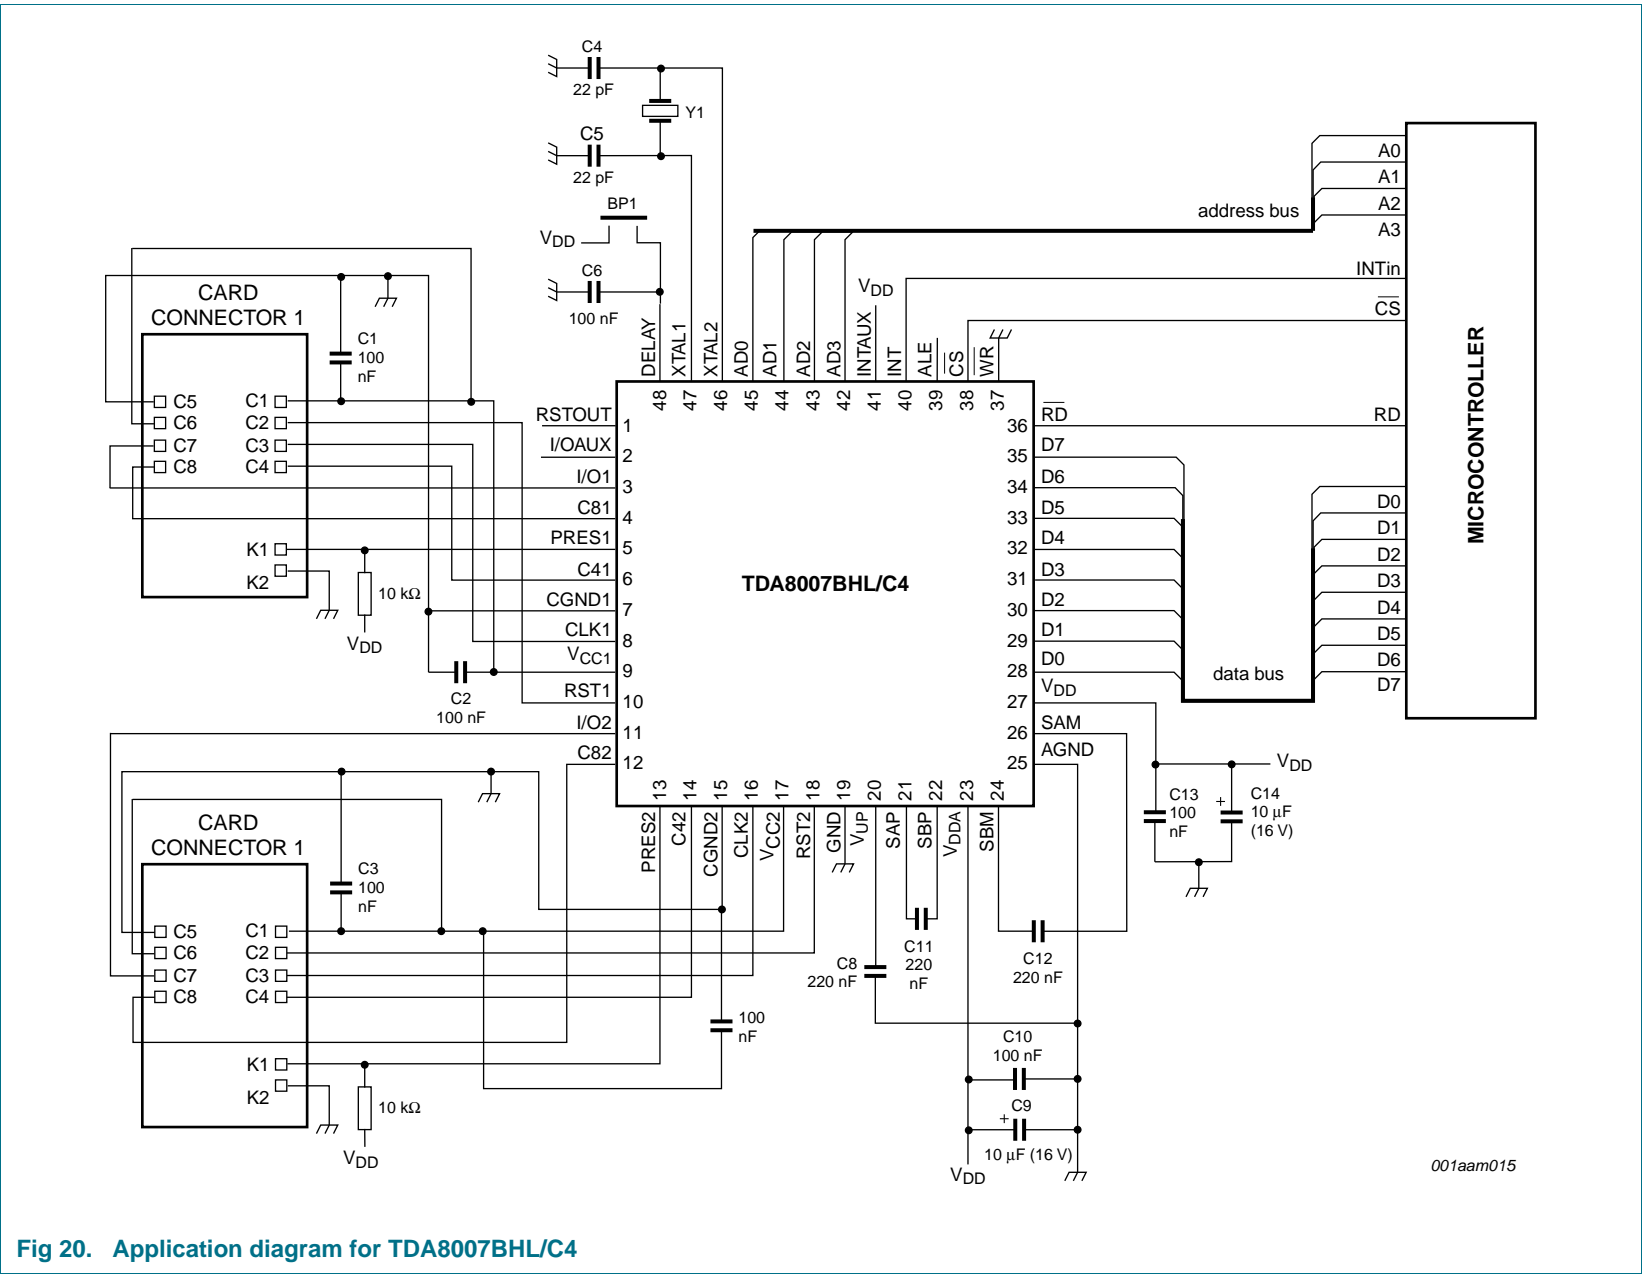 C4
22 pF
Y1
C5
22 pF
BP1
VDD
C6
100 nF
A0
A1
A2
A3
address bus
INTin
CS
RD
D0
D1
D2
D3
D4
D5
D6
D7
MICROCONTROLLER
data bus
VDD
CARD
CONNECTOR 1
C1
100
nF
C5
C6
C7
C8
C1
C2
C3
C4
K1
K2
10 kΩ
VDD
C2
100 nF
DELAY
XTAL1
XTAL2
AD0
AD1
AD2
AD3
INTAUX
INT
ALE
CS
WR
48
47
46
45
44
43
42
41
40
39
38
37
RSTOUT 1
I/OAUX 2
I/O1 3
C81 4
PRES1 5
C41 6
CGND1 7
CLK1 8
VCC1 9
RST1 10
I/O2 11
C82 12
TDA8007BHL/C4
36 RD
35 D7
34 D6
33 D5
32 D4
31 D3
30 D2
29 D1
28 D0
27 VDD
26 SAM
25 AGND
13
14
15
16
17
18
19
20
21
22
23
24
PRES2
C42
CGND2
CLK2
VCC2
RST2
GND
VUP
SAP
SBP
VDDA
SBM
VDD
C13
100
nF
+
C14
10 µF
(16 V)
CARD
CONNECTOR 1
C3
100
nF
C5
C6
C7
C8
C1
C2
C3
C4
K1
K2
10 kΩ
VDD
100
nF
C8
220 nF
C11
220
nF
C12
220 nF
C10
100 nF
C9
+
10 µF (16 V)
VDD
001aam015
Fig 20. Application diagram for TDA8007BHL/C4